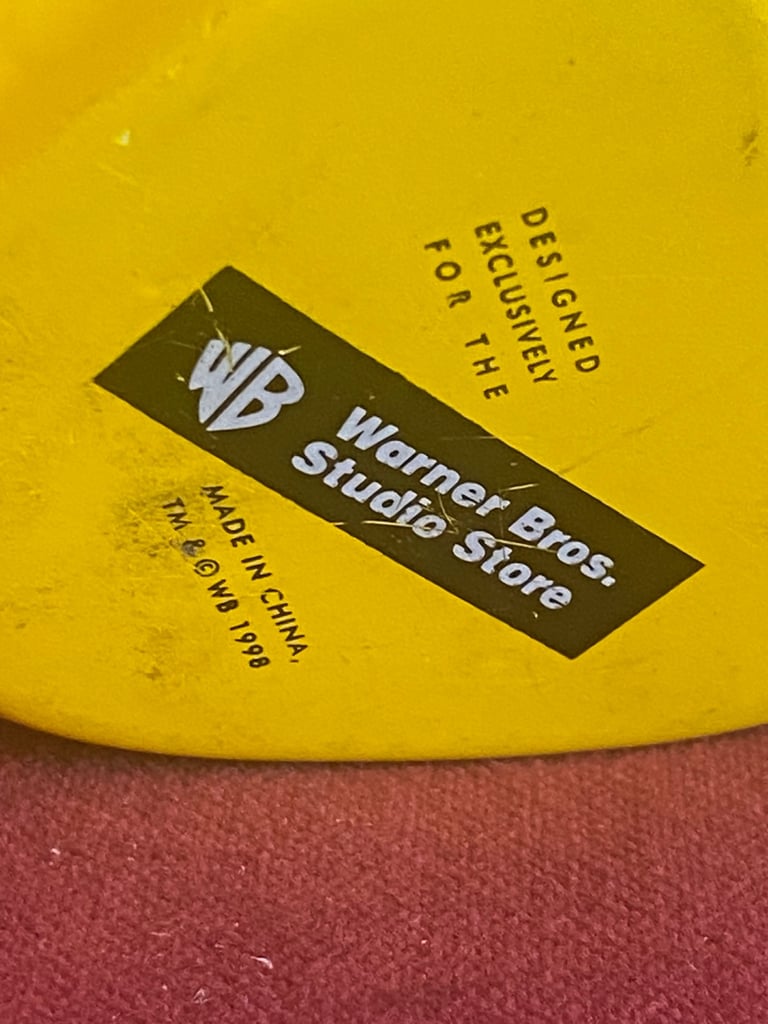 DESIGNED
EXCLUSIVELY
FOR THE
WB
Warner Bros.
Studio Store
MADE IN CHINA,
TM & © WB 1998